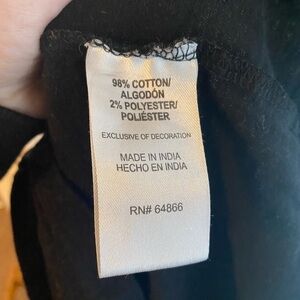 98% COTTON/
ALGODÓN
2% POLYESTER/
POLIÉSTER
EXCLUSIVE OF DECORATION
MADE IN INDIA
HECHO EN INDIA
RN# 64866